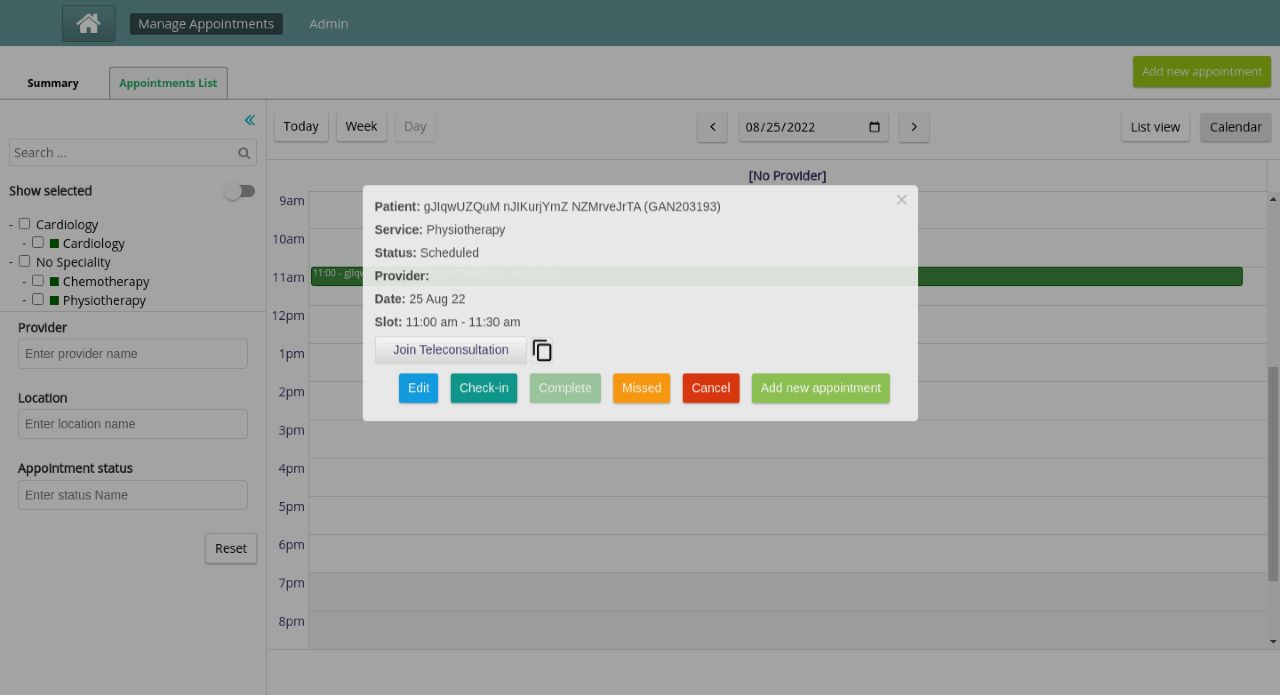 Manage Appointments Admin
Summary Appointments List Add new appointment
Today Week Day 08/25/2022 List view Calendar
Search ...
Show selected
- Cardiology
- Cardiology
- No Speciality
- Chemotherapy
- Physiotherapy
Provider
Enter provider name
Location
Enter location name
Appointment status
Enter status Name
Reset
[No Provider]
9am
10am
11am
11:00 -
12pm
1pm
2pm
3pm
4pm
5pm
6pm
7pm
8pm
Patient: gJIqwUZQuM nJIKurjYmZ NZMrveJrTA (GAN203193)
Service: Physiotherapy
Status: Scheduled
Provider:
Date: 25 Aug 22
Slot: 11:00 am - 11:30 am
Join Teleconsultation
Edit Check-in Complete Missed Cancel Add new appointment